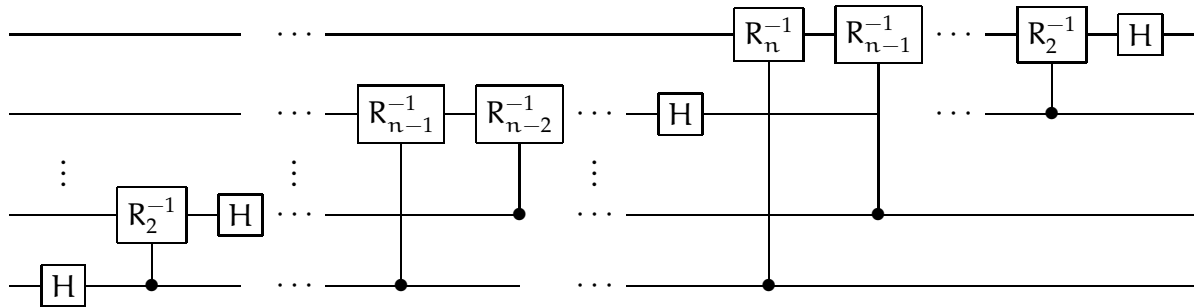 ⋯ R_n^{-1} R_{n-1}^{-1} ⋯ R_2^{-1} H
⋯ R_{n-1}^{-1} R_{n-2}^{-1} ⋯ H ⋯
⋮ ⋮ ⋮
R_2^{-1} H ⋯ ⋯
H ⋯ ⋯